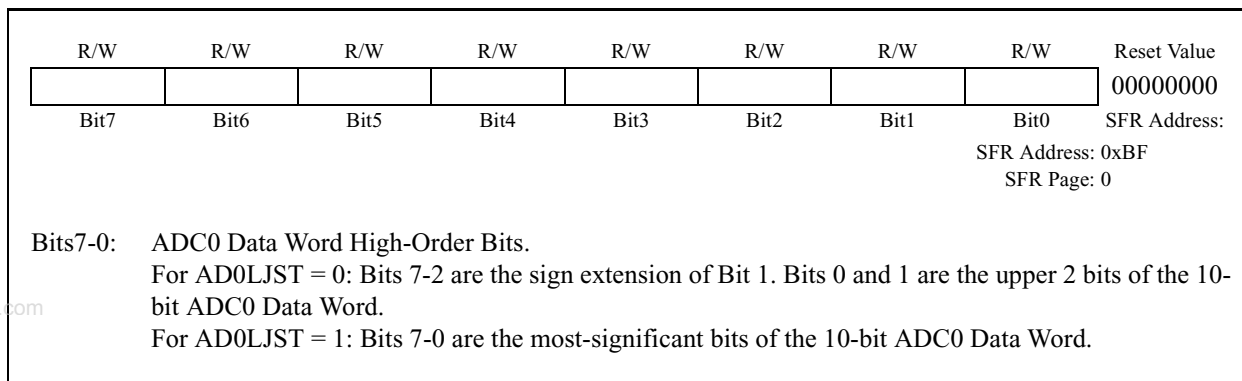 R/W R/W R/W R/W R/W R/W R/W R/W Reset Value
00000000
Bit7 Bit6 Bit5 Bit4 Bit3 Bit2 Bit1 Bit0 SFR Address:
SFR Address: 0xBF
SFR Page: 0
Bits7-0: ADC0 Data Word High-Order Bits.
For AD0LJST = 0: Bits 7-2 are the sign extension of Bit 1. Bits 0 and 1 are the upper 2 bits of the 10-
bit ADC0 Data Word.
.com
For AD0LJST = 1: Bits 7-0 are the most-significant bits of the 10-bit ADC0 Data Word.